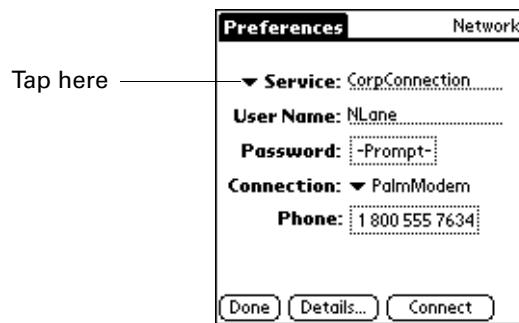 Preferences Network
Tap here
Service: CorpConnection
User Name: NLane
Password: -Prompt-
Connection: PalmModem
Phone: 1 800 555 7634
Done Details... Connect